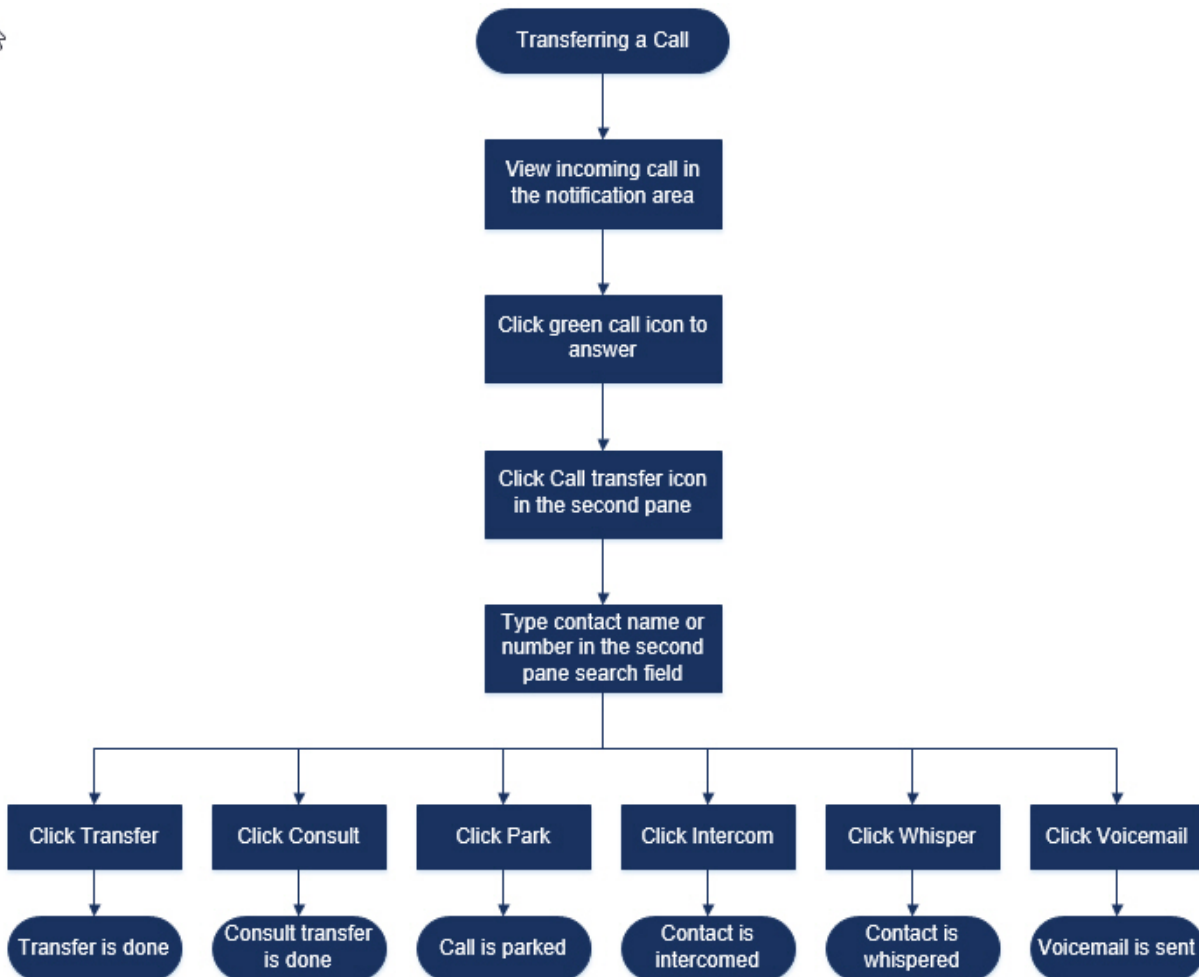 Transferring a Call
View incoming call in
the notification area
Click green call icon to
answer
Click Call transfer icon
in the second pane
Type contact name or
number in the second
pane search field
Click Transfer
Click Consult
Click Park
Click Intercom
Click Whisper
Click Voicemail
Transfer is done
Consult transfer
is done
Call is parked
Contact is
intercomed
Contact is
whispered
Voicemail is sent